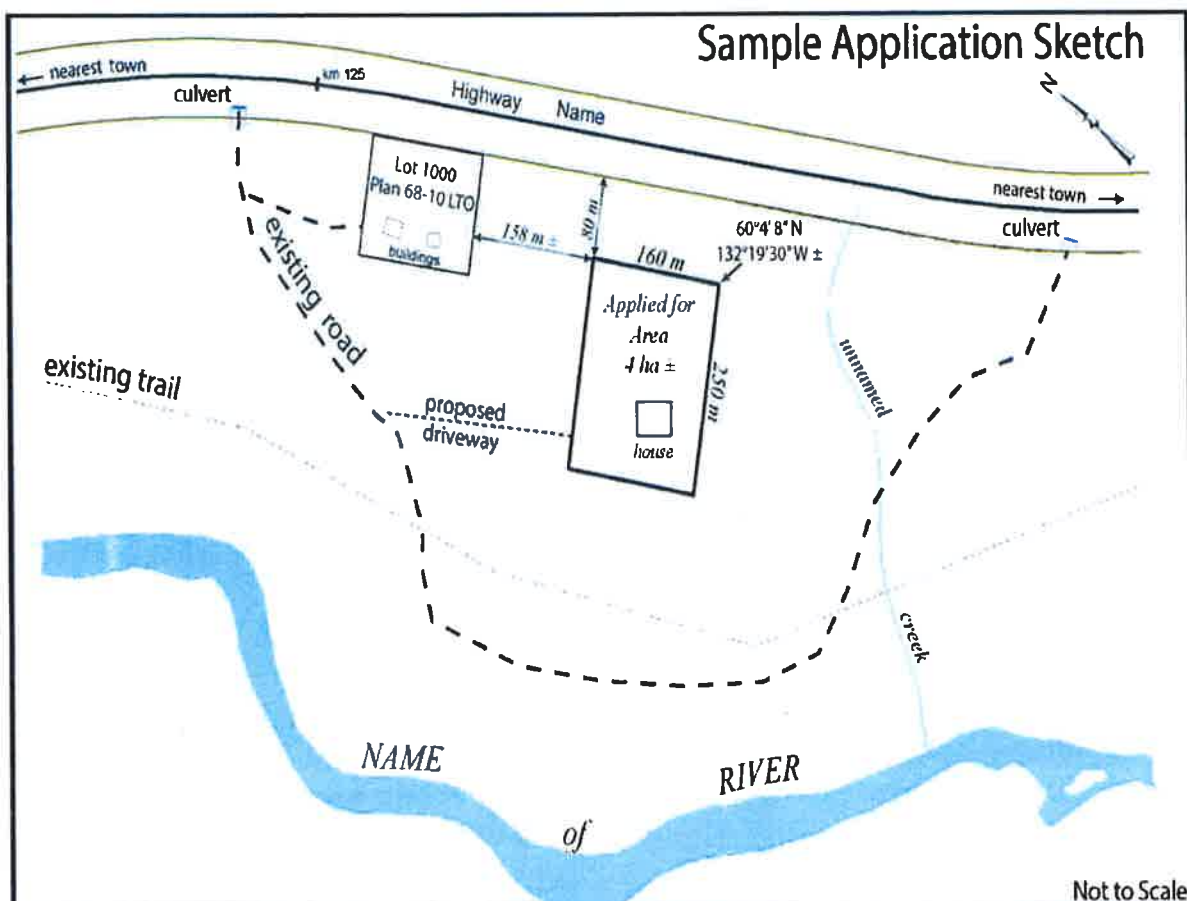 Sample Application Sketch
N
← nearest town
km 125
culvert
Highway Name
Lot 1000
Plan 68-10 LTO
buildings
nearest town →
culvert
80 m
158 m ±
160 m
60°4' 8" N
132°19'30"W ±
Applied for
Area
4 ha ±
250 m
house
existing road
existing trail
proposed
driveway
unnamed
creek
NAME
of
RIVER
Not to Scale